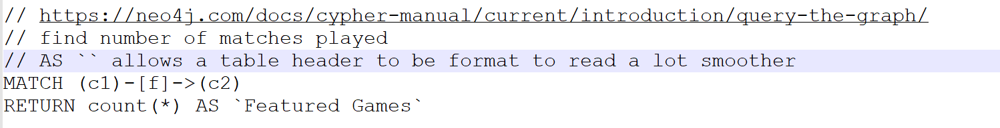 // https://neo4j.com/docs/cypher-manual/current/introduction/query-the-graph/
// find number of matches played
// AS `` allows a table header to be format to read a lot smoother
MATCH (c1)-[f]->(c2)
RETURN count(*) AS `Featured Games`